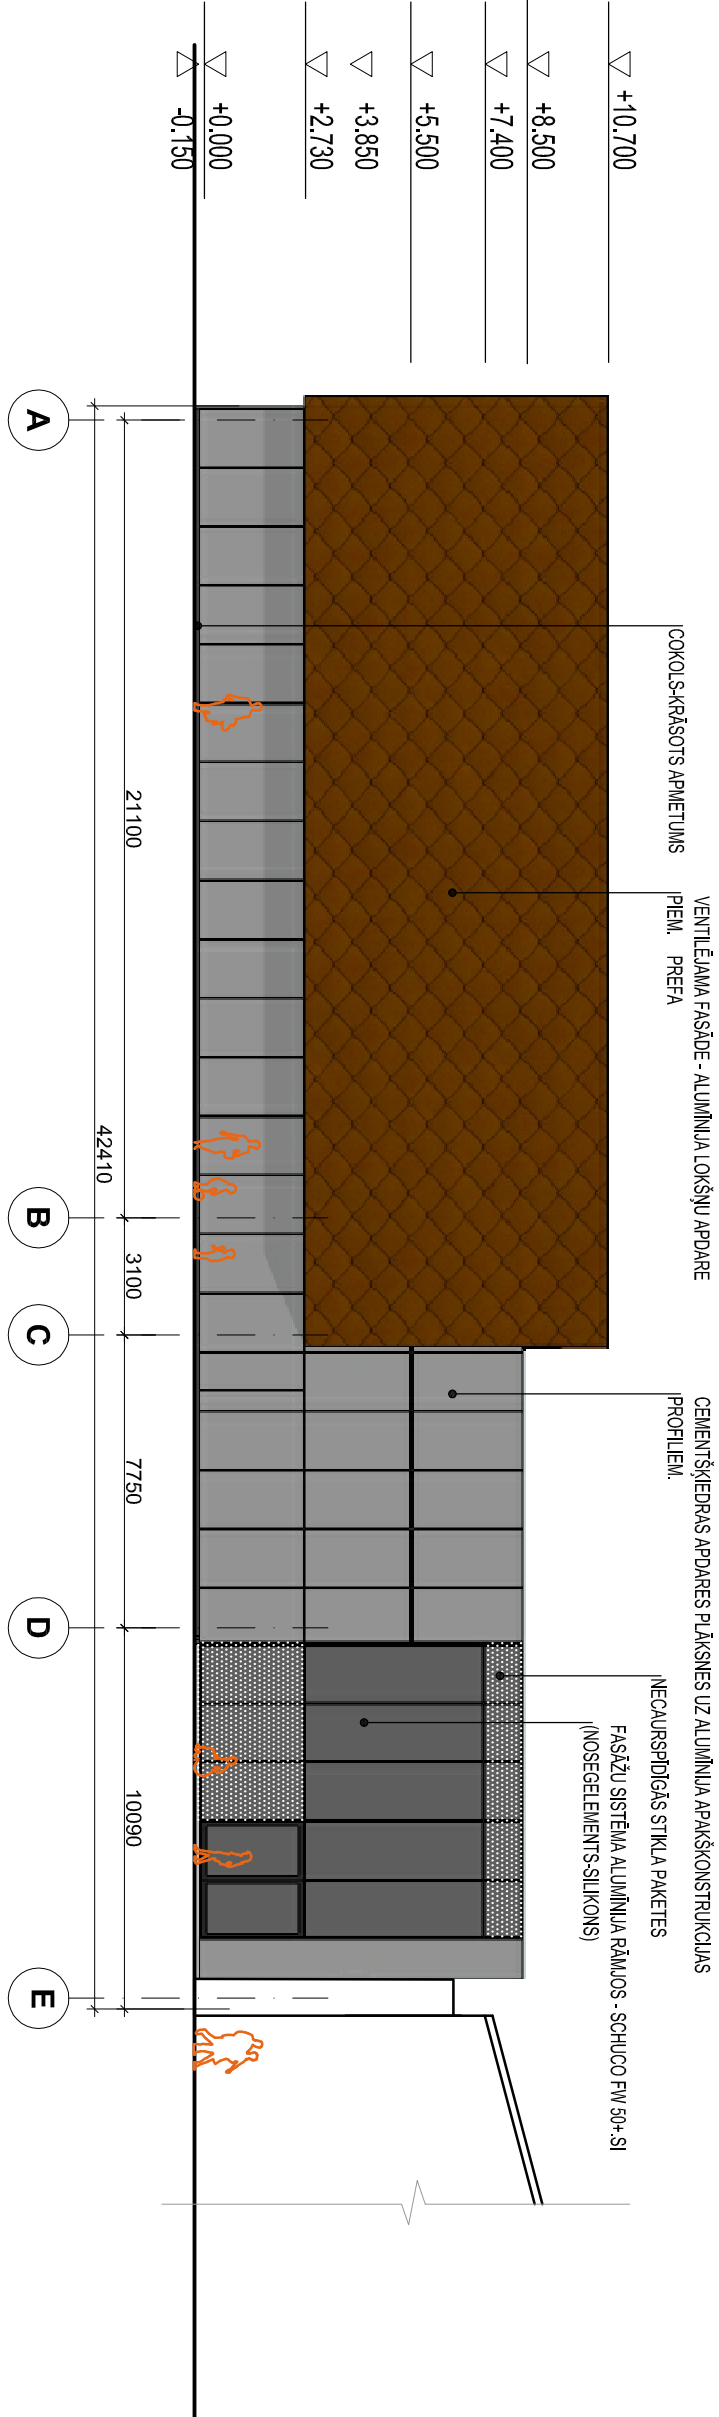 +10.700
+8.500
+7.400
+5.500
+3.850
+2.730
+0.000
-0.150
VENTILĒJAMA FASĀDE - ALUMĪNIJA LOKŠŅU APDARE
PIEM. PREFA
COKOLS-KRĀSOTS APMETUMS
CEMENTŠĶIEDRAS APDARES PLĀKSNES UZ ALUMĪNIJA APAKŠKONSTRUKCIJAS
PROFILIEM.
NECAURSPĪDĪGĀS STIKLA PAKETES
FASĀŽU SISTĒMA ALUMĪNIJA RĀMJOS - SCHUCO FW 50+.SI
(NOSEGELEMENTS-SILIKONS)
21100
3100
7750
10090
42410
A
B
C
D
E